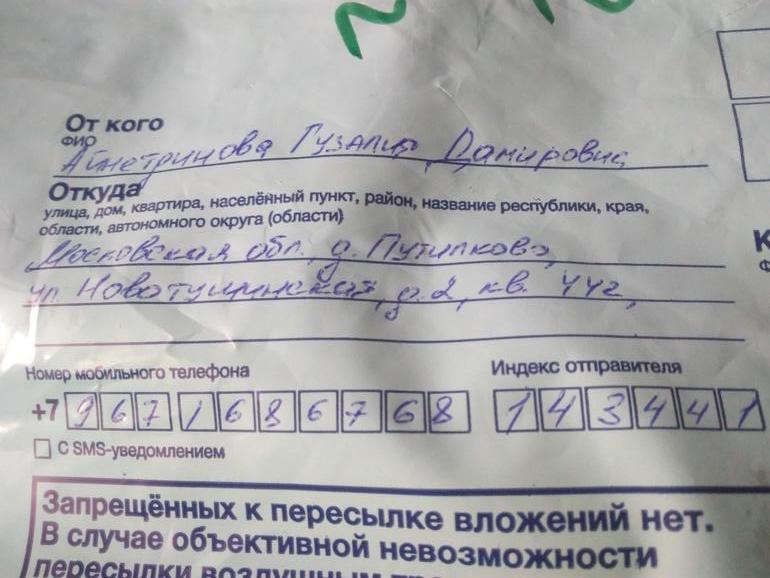 От кого
ФИО
Айметринова Гузалия Дамировна
Откуда
улица, дом, квартира, населённый пункт, район, название республики, края,
области, автономного округа (области)
Московская обл., д. Путилково,
ул. Новотушинская, д.2, кв. 442,
Номер мобильного телефона
Индекс отправителя
+7 9671686768
143441
С SMS-уведомлением
Запрещённых к пересылке вложений нет.
В случае объективной невозможности
пересылки воздушным